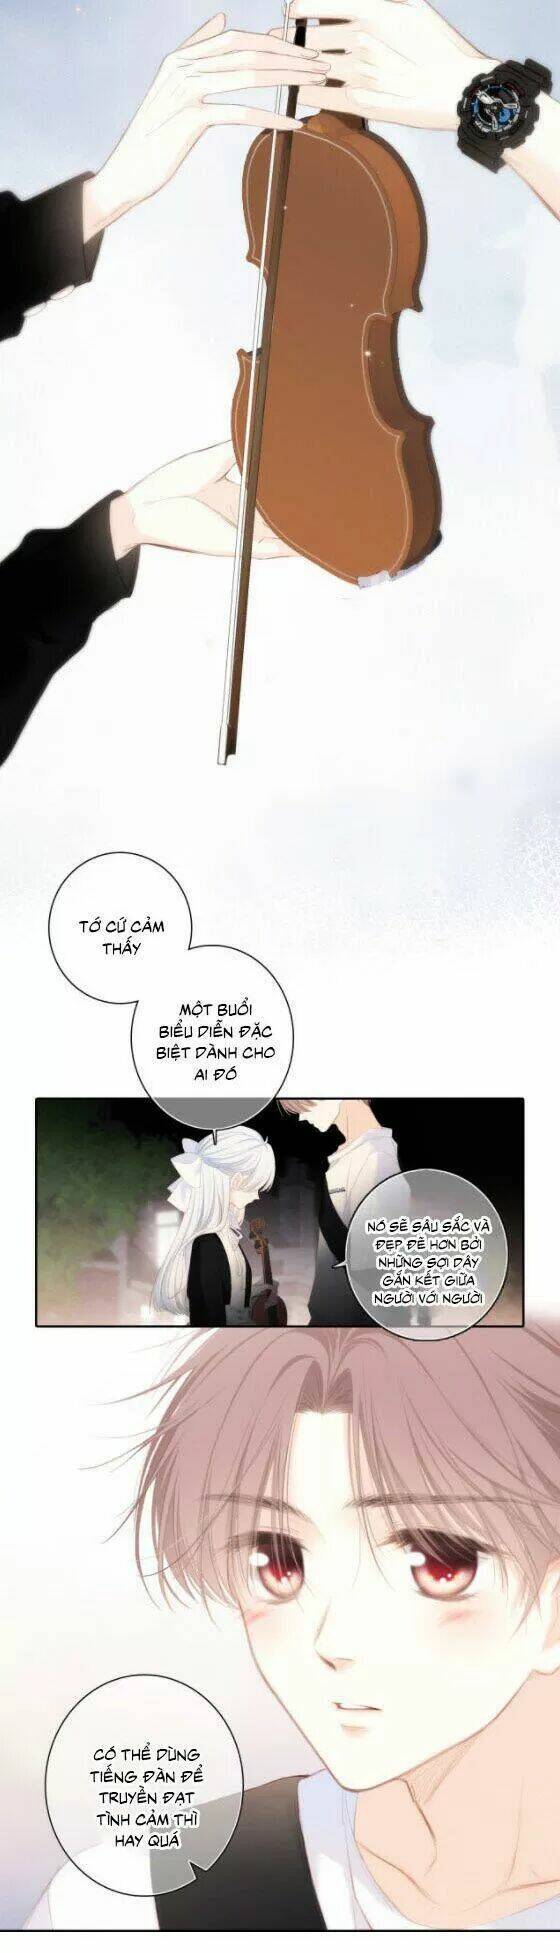 TỚ CỨ CẢM
THẤY
MỘT BUỔI
BIỂU DIỄN ĐẶC
BIỆT DÀNH CHO
AI ĐÓ
NÓ SẼ SÂU SẮC VÀ
ĐẸP ĐẼ HƠN BỞI
NHỮNG SỢI DÂY
GẮN KẾT GIỮA
NGƯỜI VỚI NGƯỜI
CÓ THỂ DÙNG
TIẾNG ĐÀN ĐỂ
TRUYỀN ĐẠT
TÌNH CẢM THÌ
HAY QUÁ